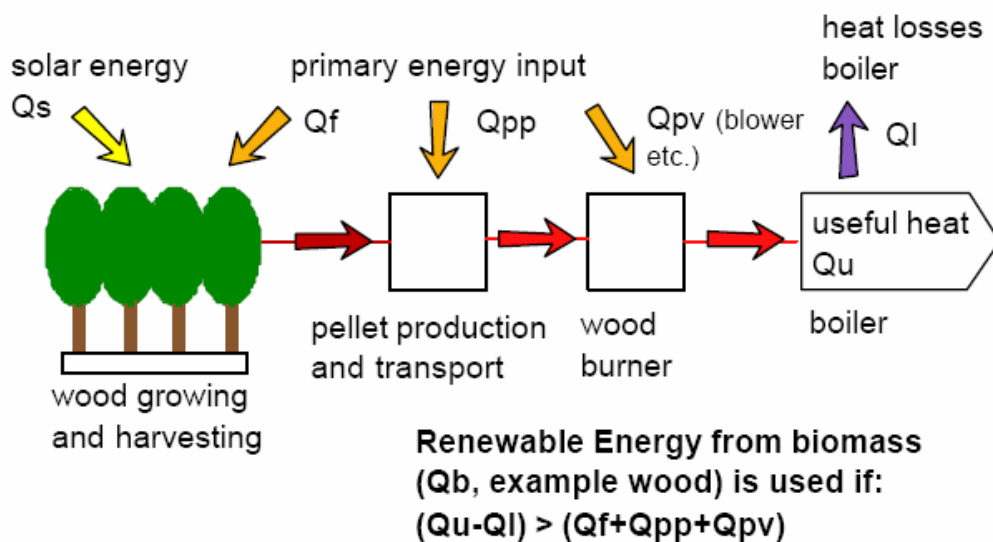 solar energy
Qs
primary energy input
Qf
Qpp
Qpv (blower
etc.)
heat losses
boiler
Ql
useful heat
Qu
wood growing
and harvesting
pellet production
and transport
wood
burner
boiler
Renewable Energy from biomass
(Qb, example wood) is used if:
(Qu-Ql) > (Qf+Qpp+Qpv)